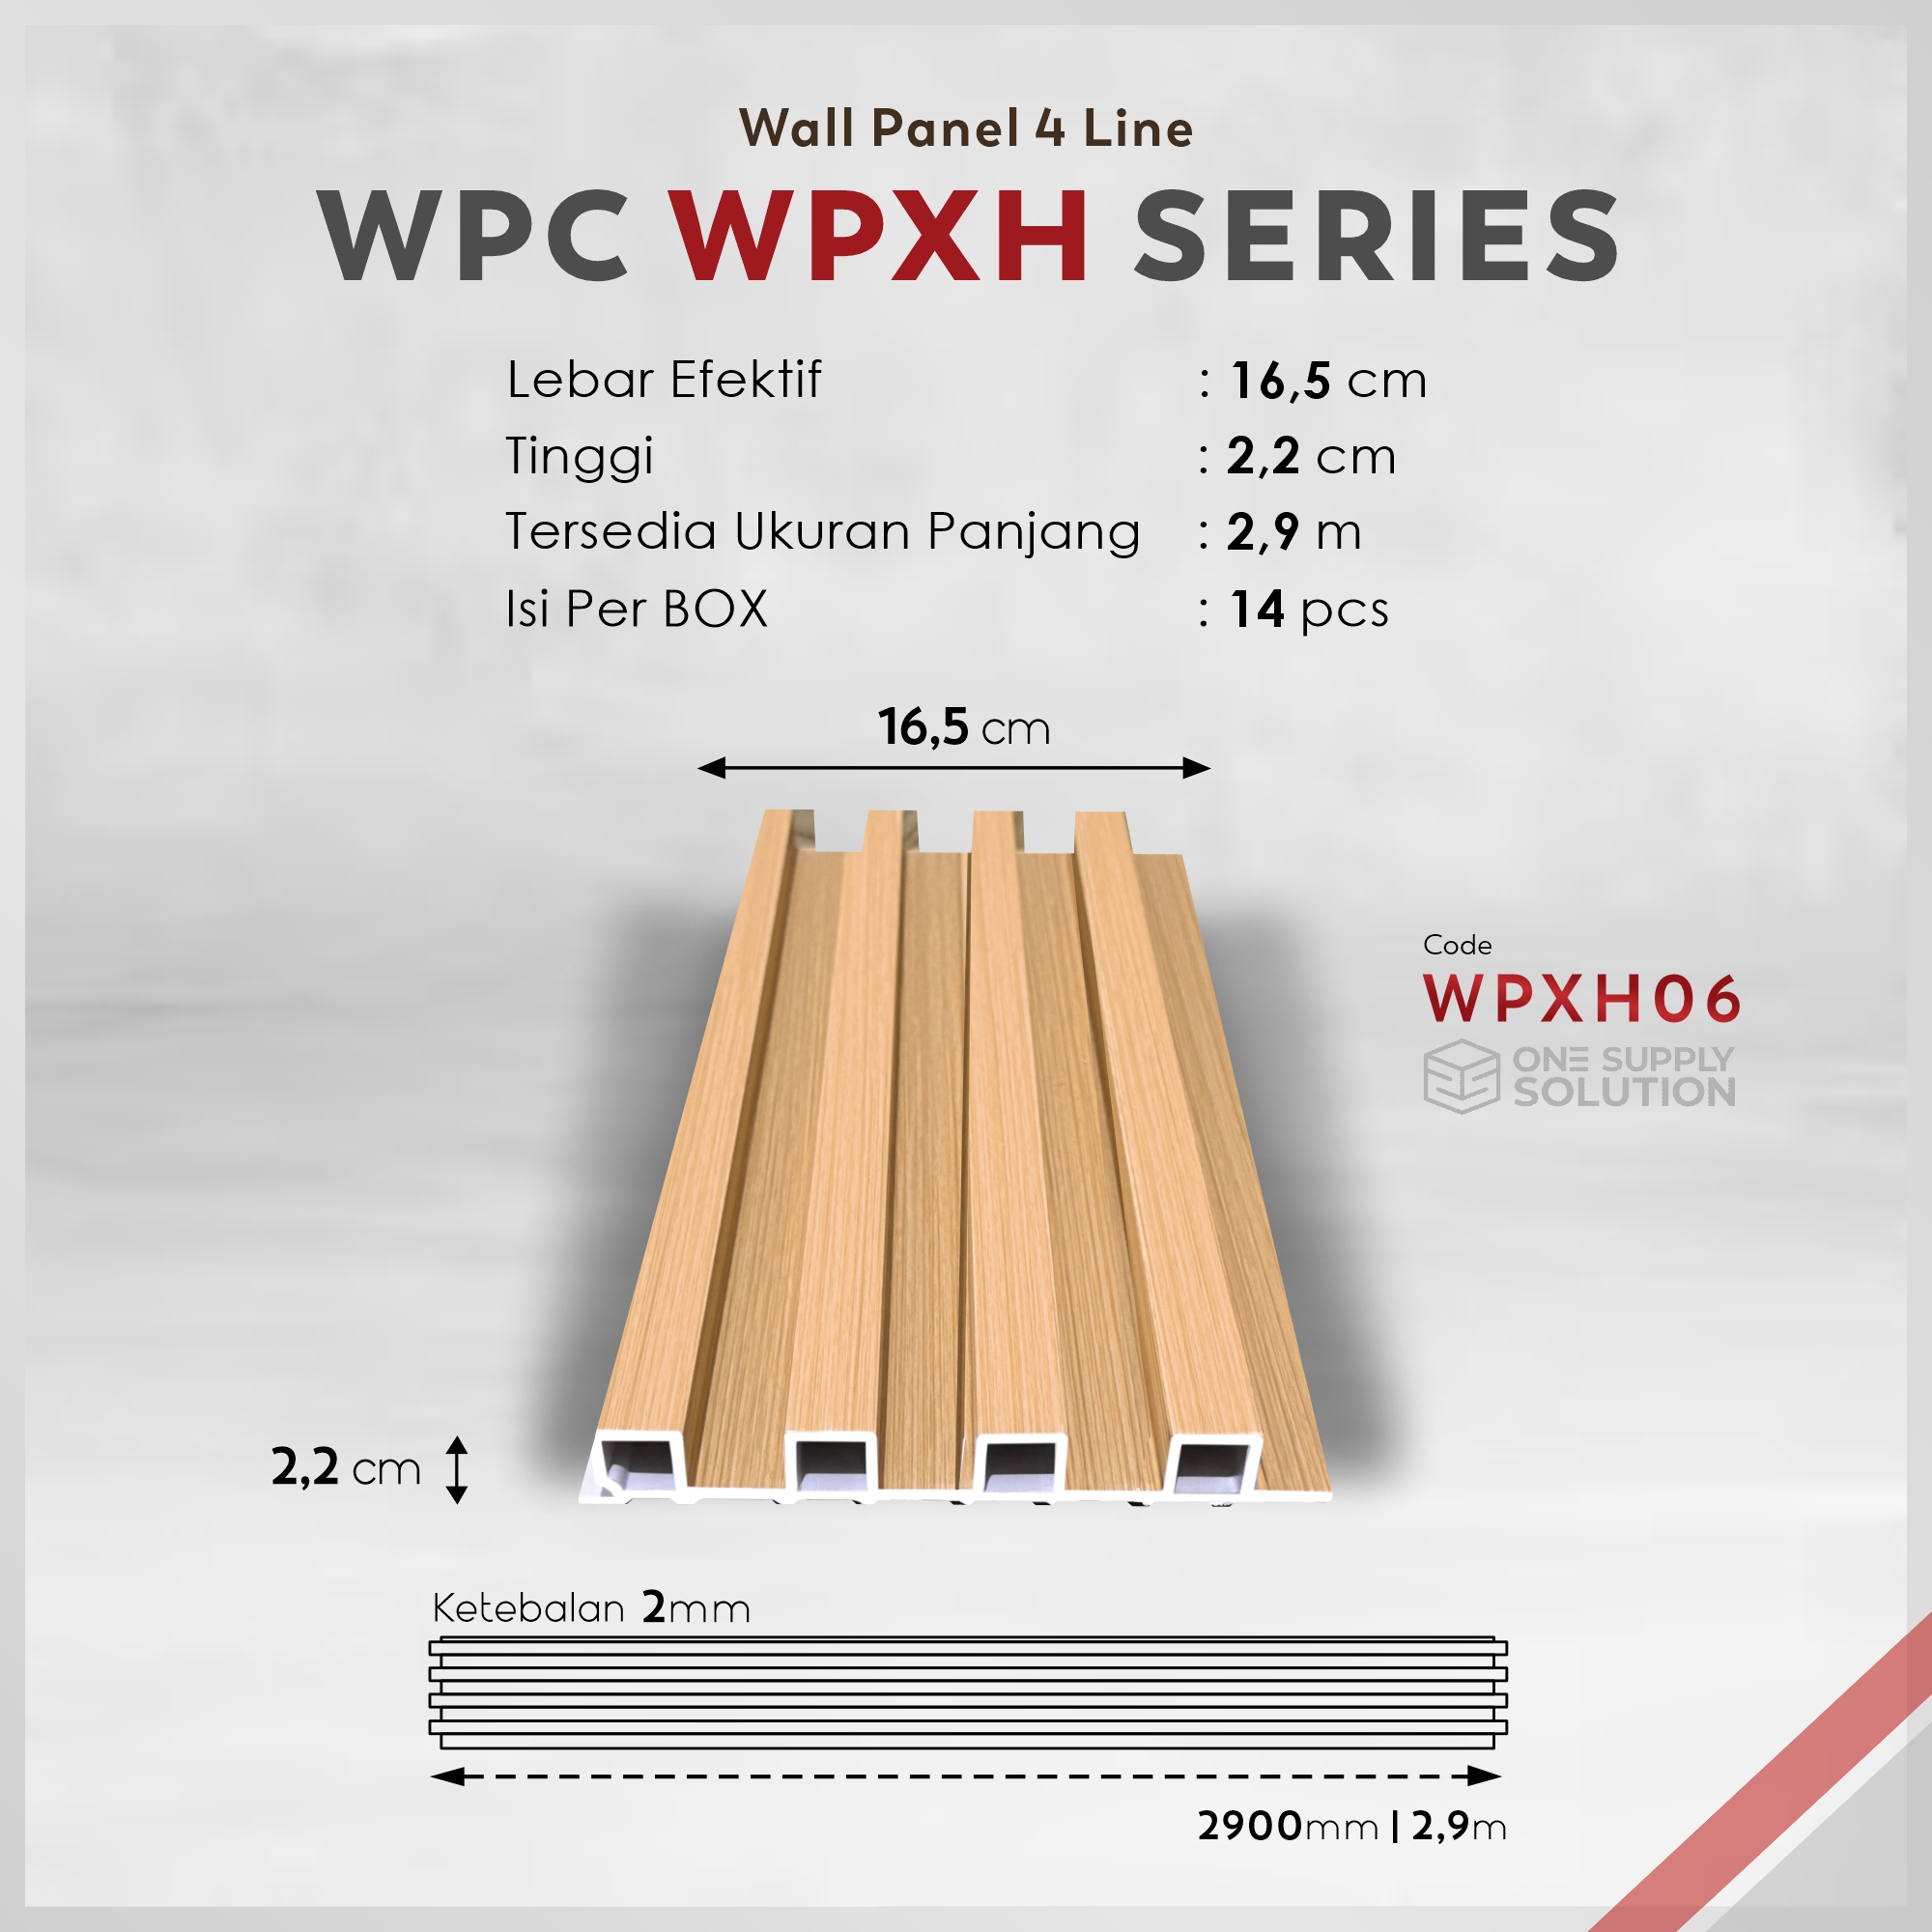 Wall Panel 4 Line
WPC WPXH SERIES
Lebar Efektif : 16,5 cm
Tinggi : 2,2 cm
Tersedia Ukuran Panjang : 2,9 m
Isi Per BOX : 14 pcs
16,5 cm
Code
WPXH06
ONE SUPPLY
SOLUTION
2,2 cm
Ketebalan 2mm
2900mm | 2,9m